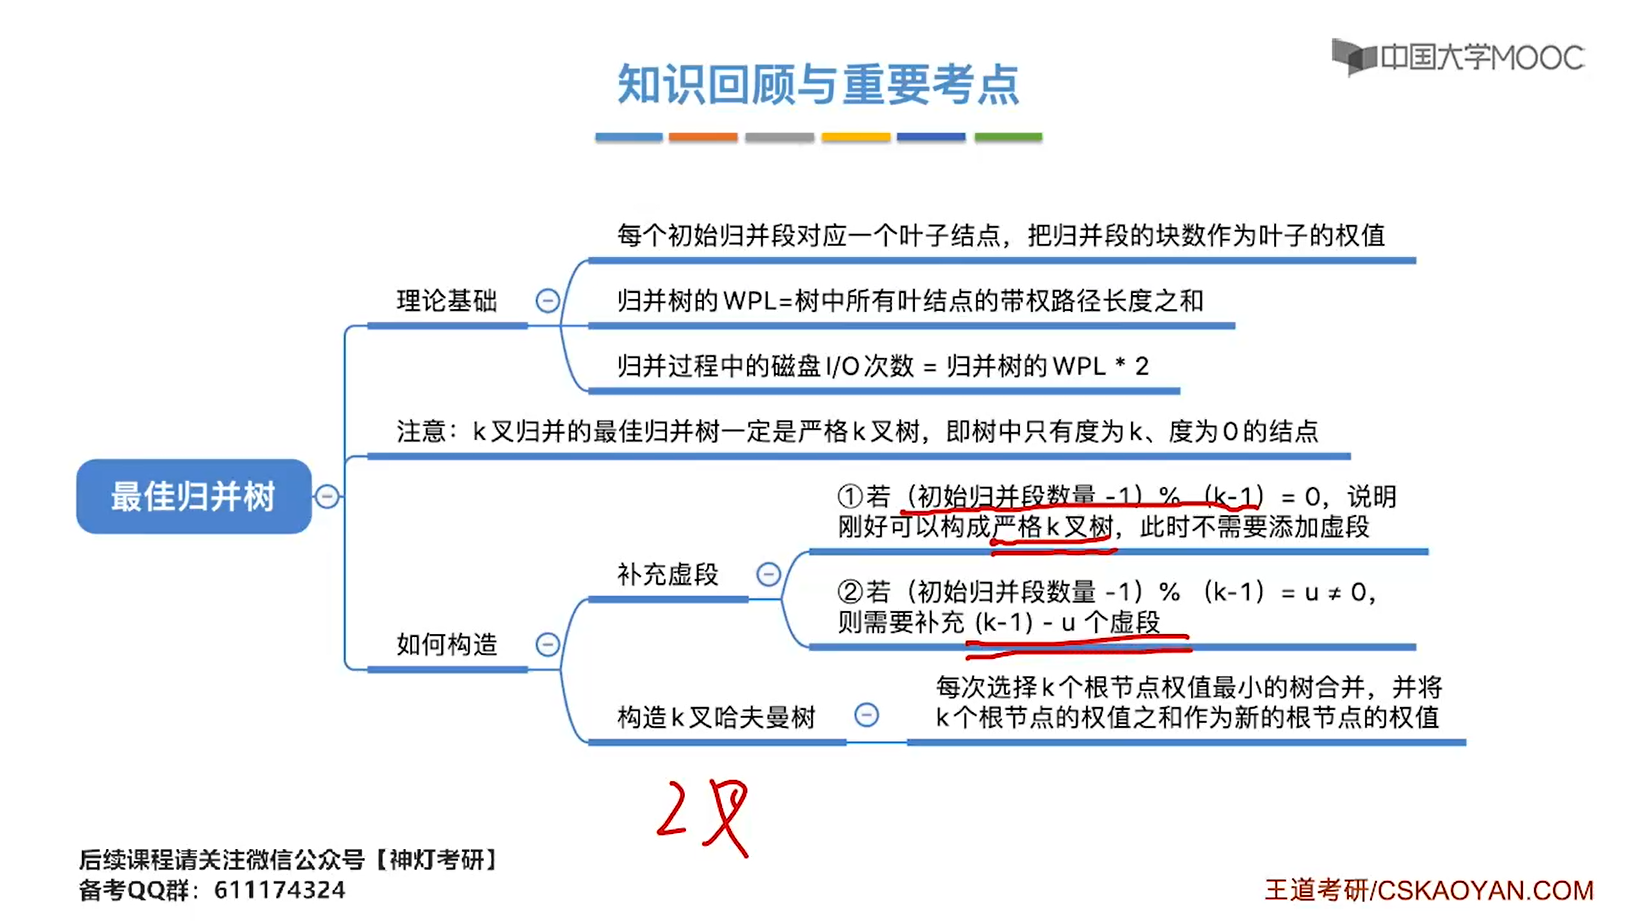 中国大学MOOC
知识回顾与重要考点
每个初始归并段对应一个叶子结点，把归并段的块数作为叶子的权值
理论基础
归并树的WPL=树中所有叶结点的带权路径长度之和
归并过程中的磁盘I/O次数 = 归并树的WPL * 2
注意：k叉归并的最佳归并树一定是严格k叉树，即树中只有度为k、度为0的结点
最佳归并树
①若（初始归并段数量 -1）%（k-1）= 0，说明
刚好可以构成严格k叉树，此时不需要添加虚段
补充虚段
②若（初始归并段数量 -1）%（k-1）= u ≠ 0，
则需要补充 (k-1) - u 个虚段
如何构造
每次选择k个根节点权值最小的树合并，并将
构造k叉哈夫曼树
k个根节点的权值之和作为新的根节点的权值
2叉
后续课程请关注微信公众号【神灯考研】
备考QQ群：611174324
王道考研/CSKAOYAN.COM